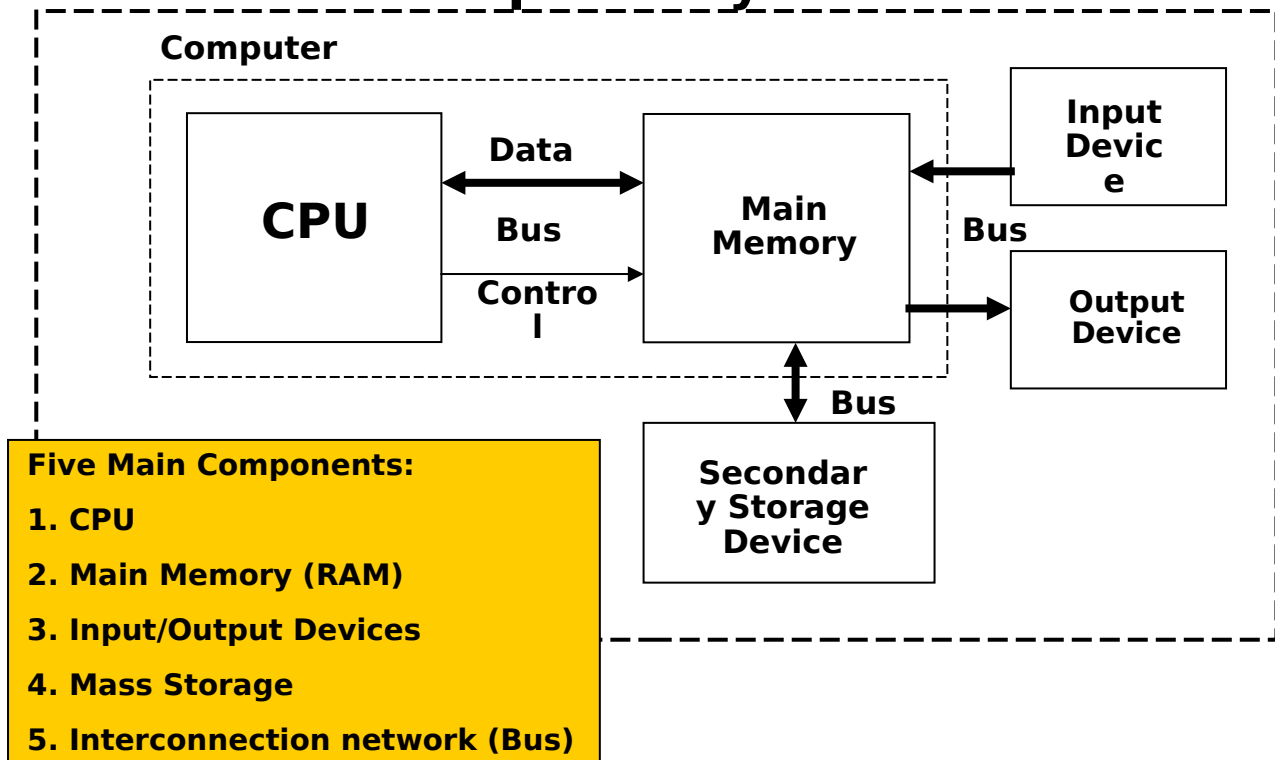 Computer
CPU
Data
Bus
Contro
l
Main
Memory
Input
Devic
e
Bus
Output
Device
Bus
Secondar
y Storage
Device
Five Main Components:
1. CPU
2. Main Memory (RAM)
3. Input/Output Devices
4. Mass Storage
5. Interconnection network (Bus)